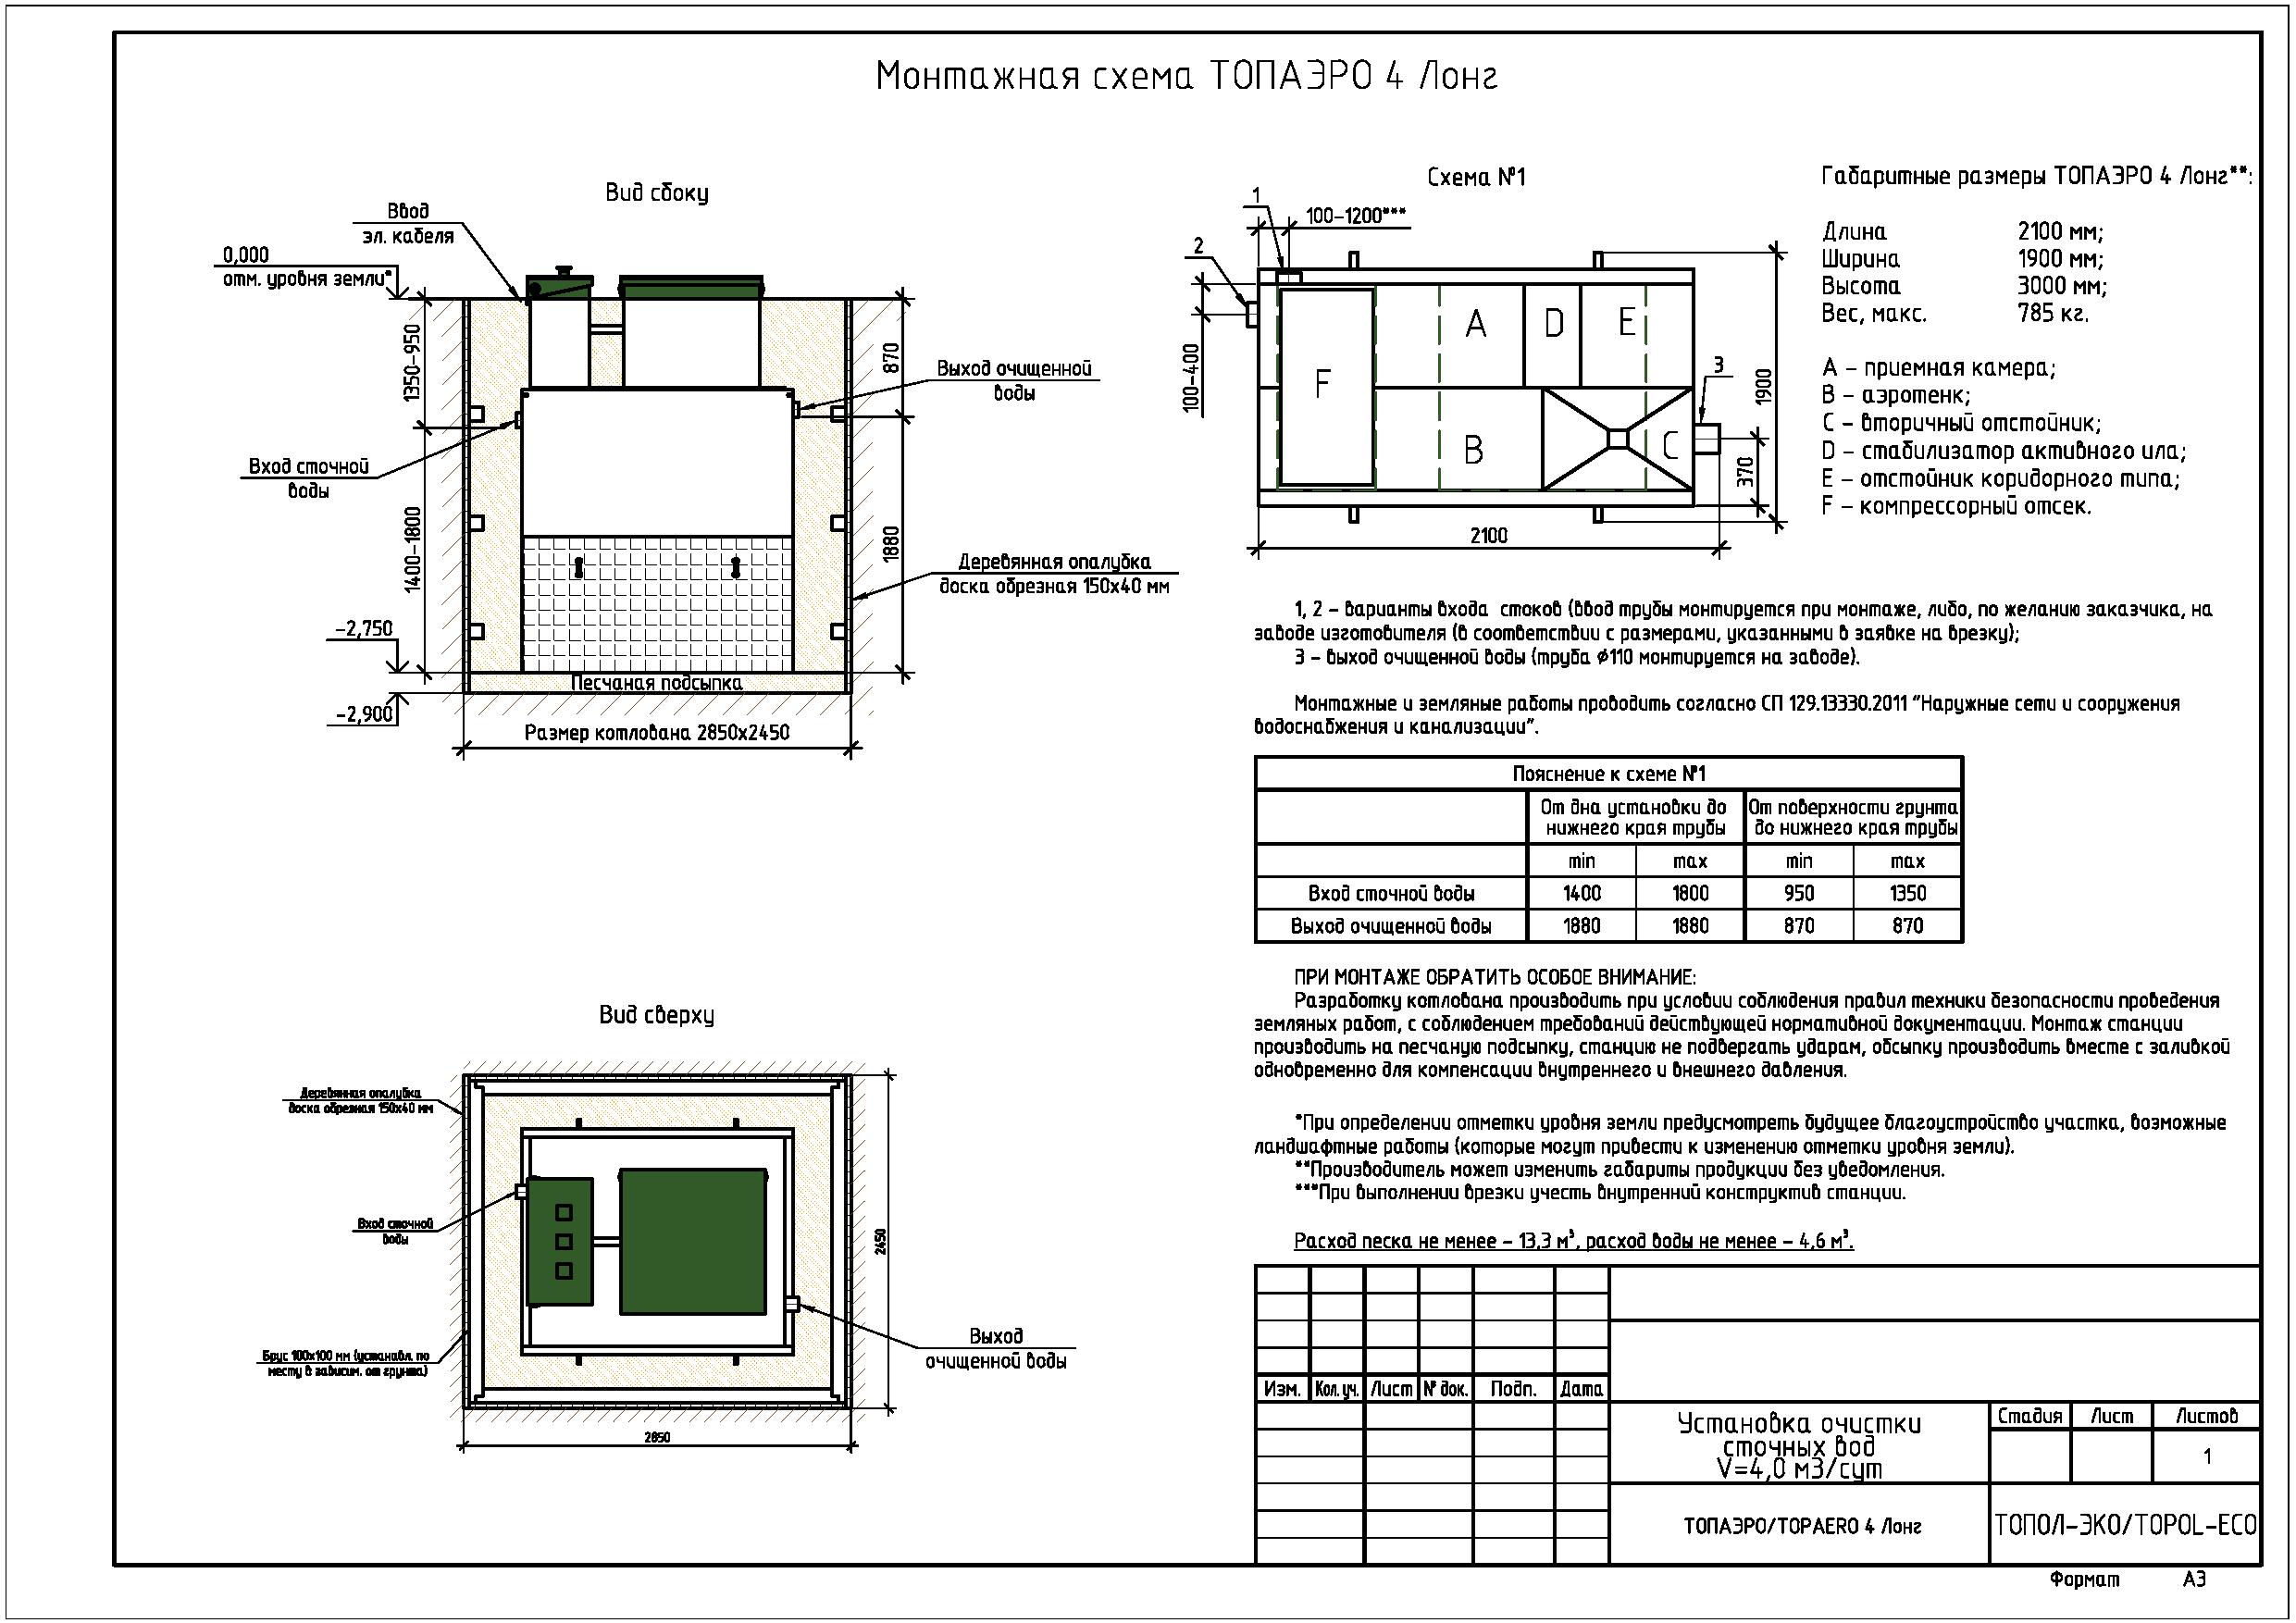 Монтажная схема ТОПАЭРО 4 Лонг
Вид сбоку
Ввод
эл. кабеля
0,000
отм. уровня земли*
1350-950
870
Выход очищенной
воды
Вход сточной
воды
1400-1800
1880
Деревянная опалубка
доска обрезная 150х40 мм
-2,750
Песчаная подсыпка
-2,900
Размер котлована 2850х2450
Схема №1
1
100-1200***
2
100-400
A
D
E
F
B
C
3
1900
370
2100
Габаритные размеры ТОПАЭРО 4 Лонг**:
Длина 2100 мм;
Ширина 1900 мм;
Высота 3000 мм;
Вес, макс. 785 кг.
A - приемная камера;
B - аэротенк;
C - вторичный отстойник;
D - стабилизатор активного ила;
E - отстойник коридорного типа;
F - компрессорный отсек.
1, 2 - варианты входа стоков (ввод трубы монтируется при монтаже, либо, по желанию заказчика, на
заводе изготовителя (в соответствии с размерами, указанными в заявке на врезку);
3 - выход очищенной воды (труба ϕ110 монтируется на заводе).
Монтажные и земляные работы проводить согласно СП 129.13330.2011 "Наружные сети и сооружения
водоснабжения и канализации".
Пояснение к схеме №1
От дна установки до
нижнего края трубы
От поверхности грунта
до нижнего края трубы
min max min max
Вход сточной воды 1400 1800 950 1350
Выход очищенной воды 1880 1880 870 870
ПРИ МОНТАЖЕ ОБРАТИТЬ ОСОБОЕ ВНИМАНИЕ:
Разработку котлована производить при условии соблюдения правил техники безопасности проведения
земляных работ, с соблюдением требований действующей нормативной документации. Монтаж станции
производить на песчаную подсыпку, станцию не подвергать ударам, обсыпку производить вместе с заливкой
одновременно для компенсации внутреннего и внешнего давления.
*При определении отметки уровня земли предусмотреть будущее благоустройство участка, возможные
ландшафтные работы (которые могут привести к изменению отметки уровня земли).
**Производитель может изменить габариты продукции без уведомления.
***При выполнении врезки учесть внутренний конструктив станции.
Расход песка не менее - 13,3 м³, расход воды не менее - 4,6 м³.
Вид сверху
Деревянная опалубка
доска обрезная 150х40 мм
Вход сточной
воды
Брус 100х100 мм (устанавл. по
месту в зависим. от грунта)
2450
Выход
очищенной воды
2850
Изм. Кол. уч. Лист № док. Подп. Дата
Установка очистки
сточных вод
V=4,0 м3/сут
Стадия Лист Листов
1
ТОПАЭРО/TOPAERO 4 Лонг
ТОПОЛ-ЭКО/TOPOL-ECO
Формат А3